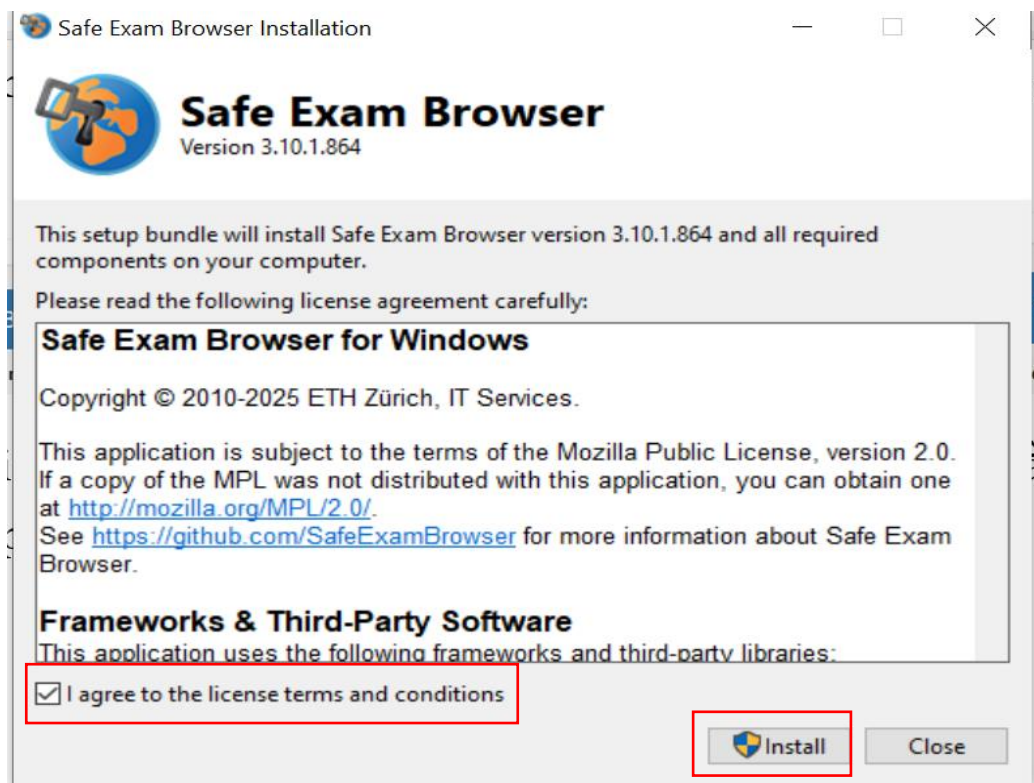 Safe Exam Browser Installation
Safe Exam Browser
Version 3.10.1.864
This setup bundle will install Safe Exam Browser version 3.10.1.864 and all required
components on your computer.
Please read the following license agreement carefully:
Safe Exam Browser for Windows
Copyright © 2010-2025 ETH Zürich, IT Services.
This application is subject to the terms of the Mozilla Public License, version 2.0.
If a copy of the MPL was not distributed with this application, you can obtain one
at http://mozilla.org/MPL/2.0/.
See https://github.com/SafeExamBrowser for more information about Safe Exam
Browser.
Frameworks & Third-Party Software
This application uses the following frameworks and third-party libraries:
I agree to the license terms and conditions
Install
Close